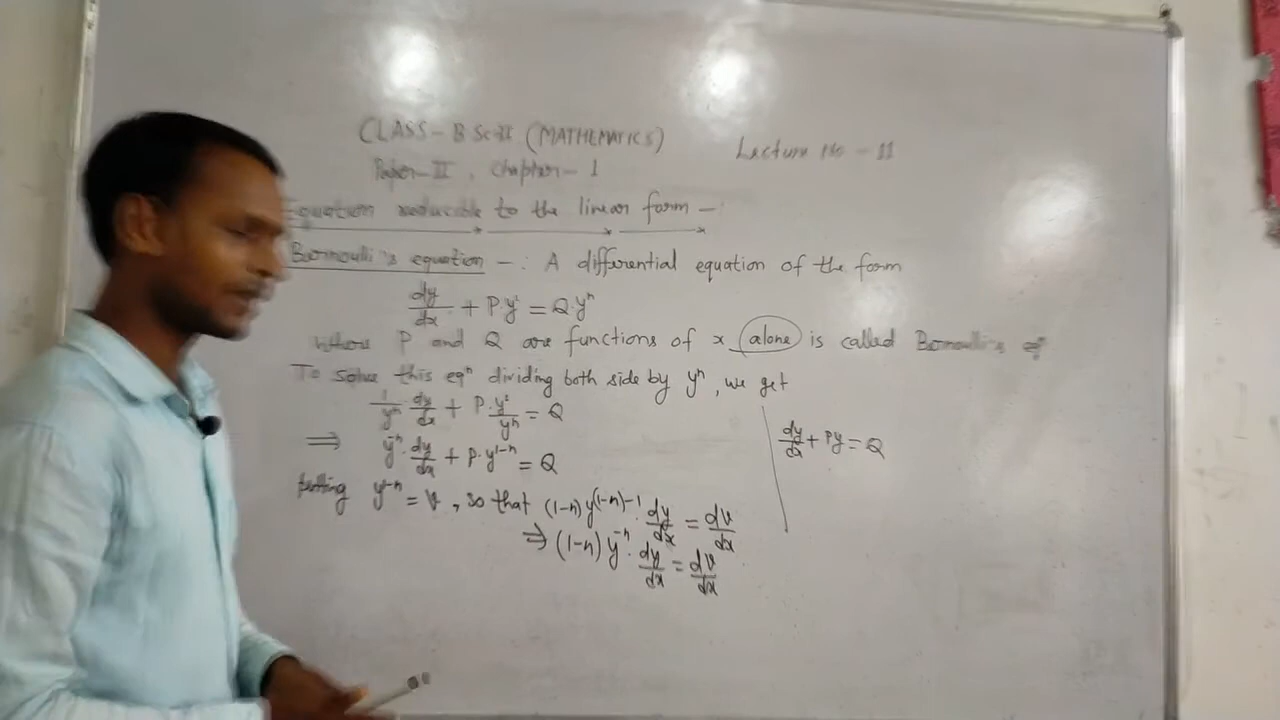 CLASS - B.Sc-II (MATHEMATICS)
Lecture No - 11
Paper-II, Chapter - 1
Equation reducible to the linear form -:
Bernoulli's equation -: A differential equation of the form
dy/dx + P.y¹ = Q.yⁿ
where P and Q are functions of x alone is called Bernoulli's eqⁿ
To solve this eqⁿ dividing both side by yⁿ, we get
1/yⁿ . dy/dx + P. y¹/yⁿ = Q
⟹ y⁻ⁿ . dy/dx + P. y¹⁻ⁿ = Q
dy/dx + Py = Q
putting y¹⁻ⁿ = v, so that (1-n)y⁽¹⁻ⁿ⁾⁻¹ . dy/dx = dv/dx
⇒ (1-n) y⁻ⁿ . dy/dx = dv/dx